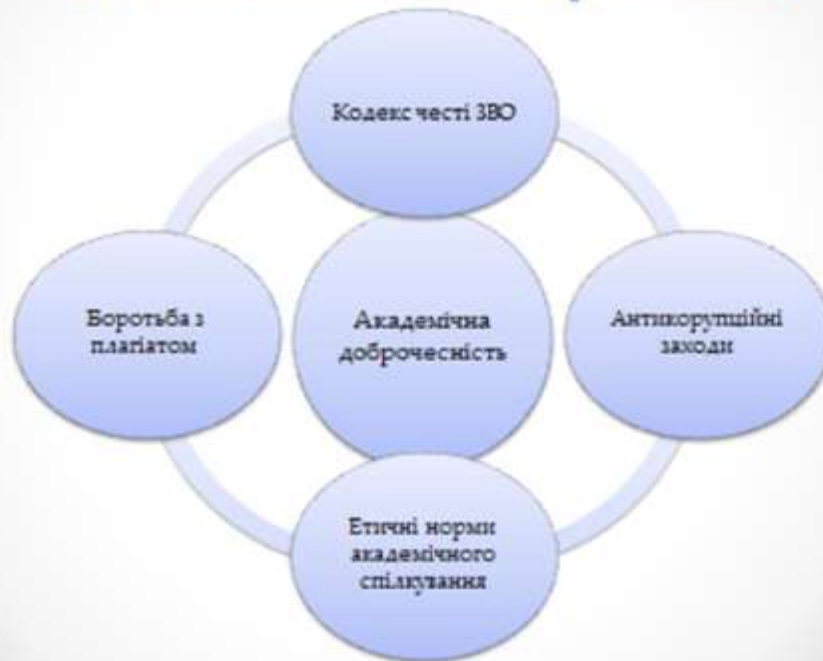 Кодекс честі ЗВО
Боротьба з
плагіатом
Академічна
доброчесність
Антикорупційні
заходи
Етичні норми
академічного
спілкування